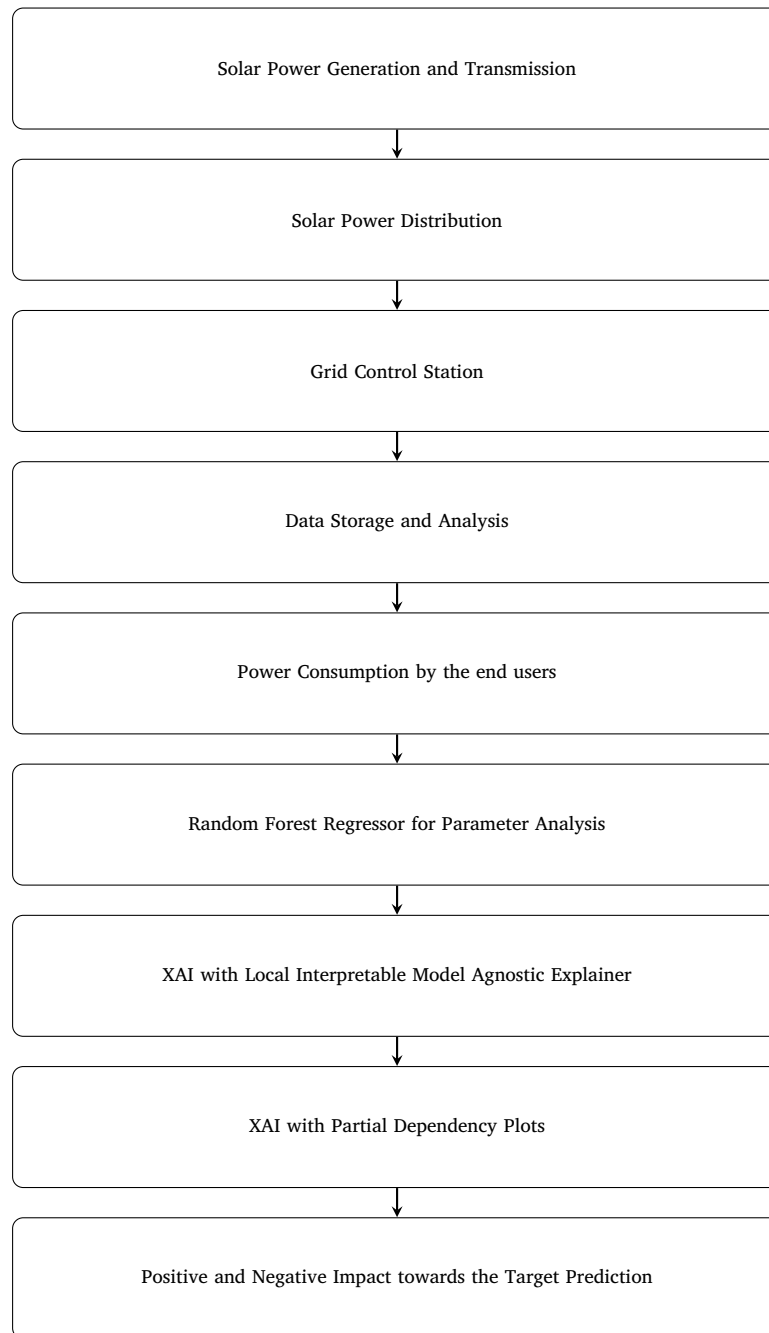 Solar Power Generation and Transmission
Solar Power Distribution
Grid Control Station
Data Storage and Analysis
Power Consumption by the end users
Random Forest Regressor for Parameter Analysis
XAI with Local Interpretable Model Agnostic Explainer
XAI with Partial Dependency Plots
Positive and Negative Impact towards the Target Prediction